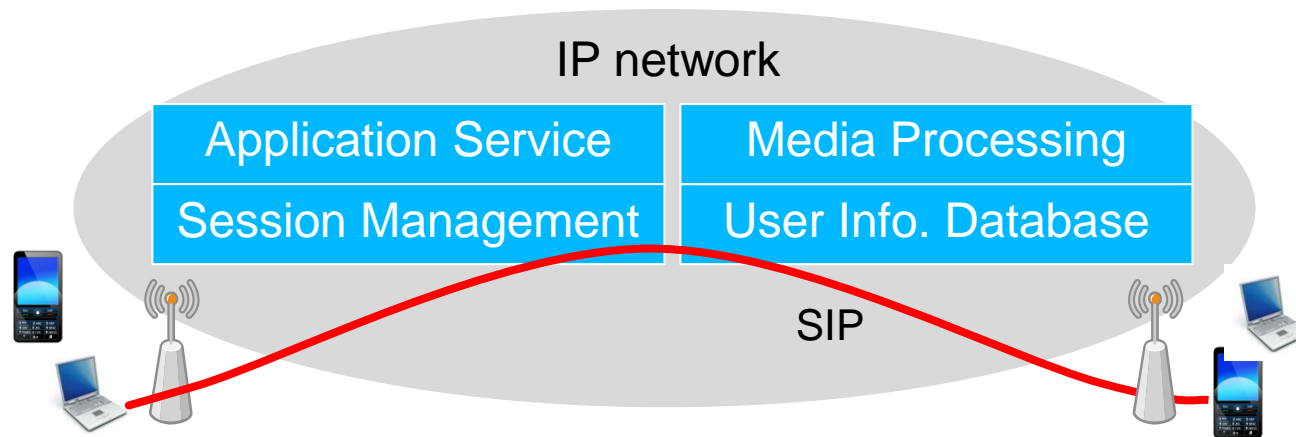 IP network
Application Service
Media Processing
Session Management
User Info. Database
SIP